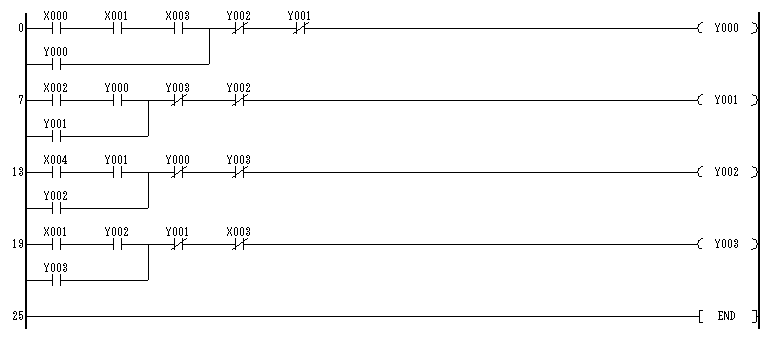 X000 X001 X003 Y002 Y001
0 Y000
Y000
X002 Y000 Y003 Y002
7 Y001
Y001
X004 Y001 Y000 Y003
13 Y002
Y002
X001 Y002 Y001 X003
19 Y003
Y003
25 END